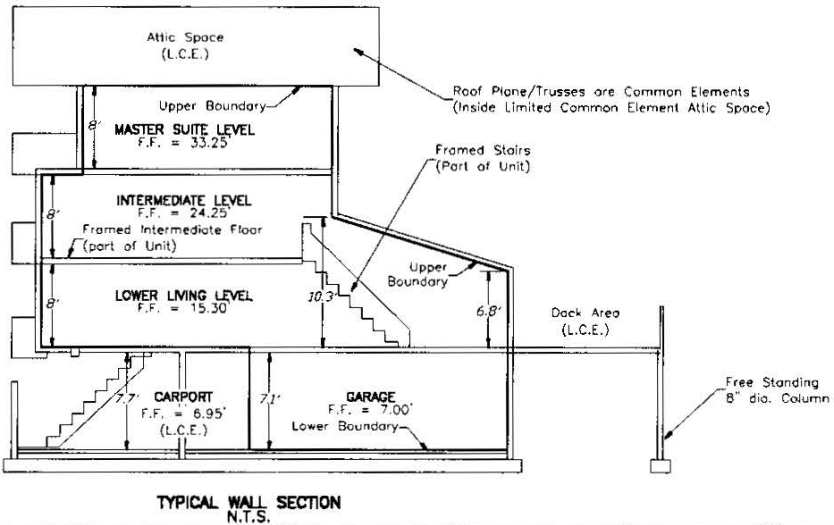 Attic Space
(L.C.E.)
Roof Plane/Trusses are Common Elements
(Inside Limited Common Element Attic Space)
Upper Boundary
8'
MASTER SUITE LEVEL
F.F. = 33.25'
Framed Stairs
(Part of Unit)
INTERMEDIATE LEVEL
F.F. = 24.25'
8'
Framed Intermediate Floor
(part of Unit)
Upper
Boundary
LOWER LIVING LEVEL
F.F. = 15.30'
8'
10.3'
6.8'
Deck Area
(L.C.E.)
7.7'
CARPORT
F.F. = 6.95'
(L.C.E.)
7.1'
GARAGE
F.F. = 7.00'
Lower Boundary
Free Standing
8" dia. Column
TYPICAL WALL SECTION
N.T.S.